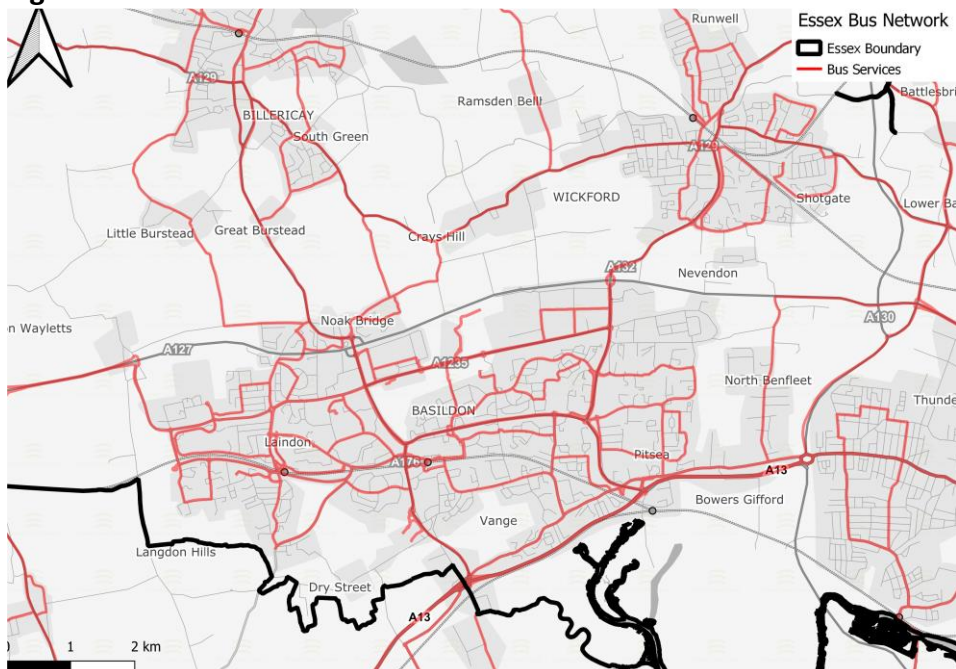 Runwell
Essex Bus Network
Essex Boundary
Bus Services
A129
Ramsden Bell
BILLERICAY
South Green
A129
WICKFORD
Shotgate
Little Burstead
Great Burstead
Crays Hill
Lower Ba
A132
Nevendon
Noak Bridge
A130
n Wayletts
A127
A1235
North Benfleet
BASILDON
Thunde
Laindon
A176
Pitsea
A13
Bowers Gifford
Vange
Langdon Hills
Dry Street
A13
0 1 2 km